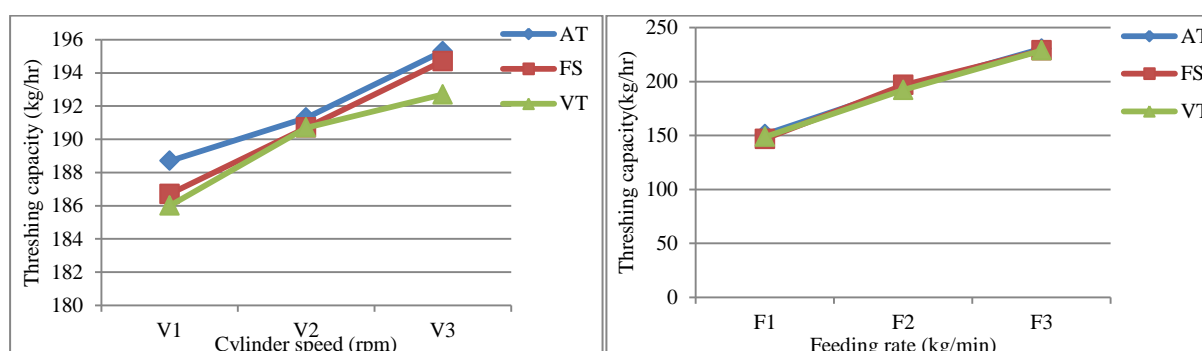 Threshing capacity (kg/hr)
196
194
192
190
188
186
184
182
180
V1
V2
V3
Cylinder speed (rpm)
AT
FS
VT
Threshing capacity(kg/hr)
250
200
150
100
50
0
F1
F2
F3
Feeding rate (kg/min)
AT
FS
VT